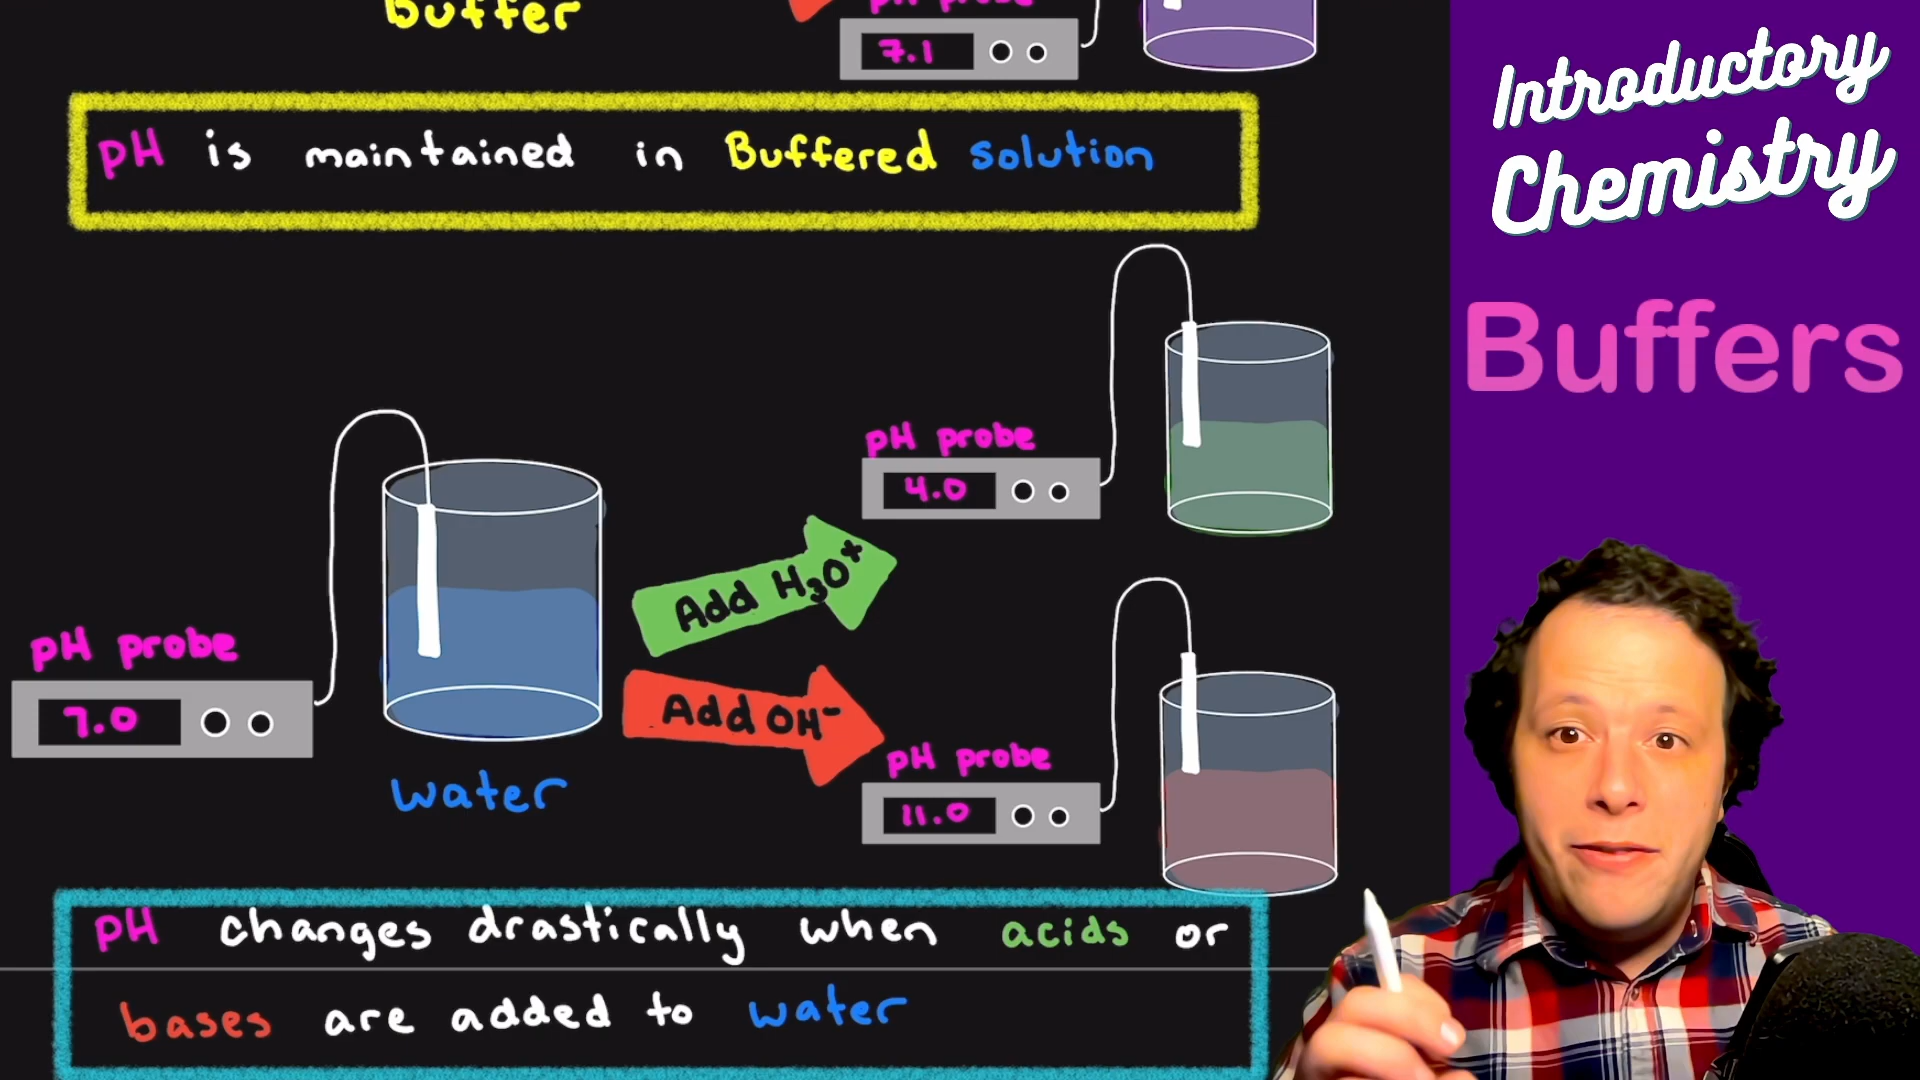 Buffer
pH probe
7.1
pH is maintained in Buffered solution
pH probe
4.0
Add H₃O⁺
pH probe
7.0
Add OH⁻
pH probe
11.0
water
pH changes drastically when acids or
bases are added to water
Introductory
Chemistry
Buffers